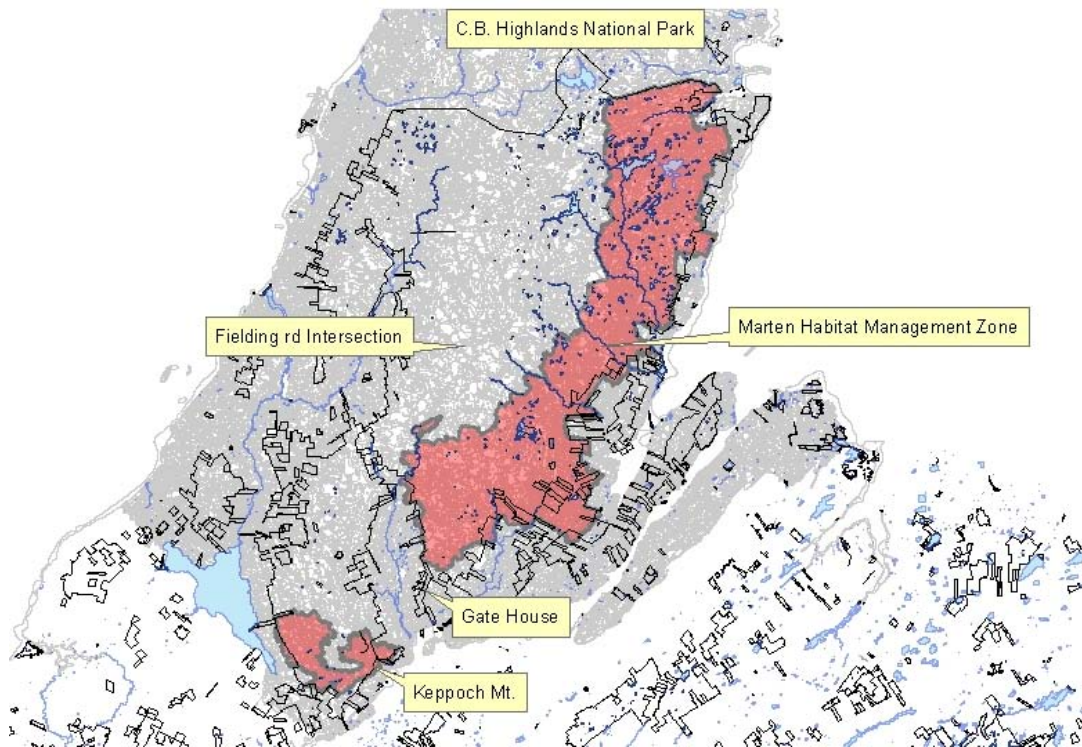 C.B. Highlands National Park
Fielding rd Intersection
Marten Habitat Management Zone
Gate House
Keppoch Mt.